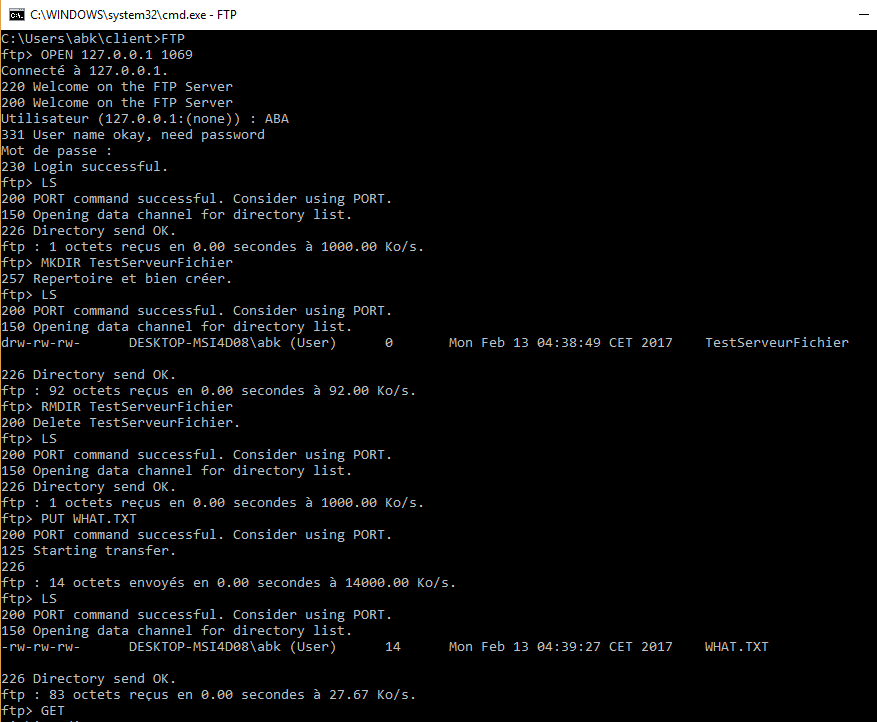 C:\WINDOWS\system32\cmd.exe - FTP
C:\Users\abk\client>FTP
ftp> OPEN 127.0.0.1 1069
Connecté à 127.0.0.1.
220 Welcome on the FTP Server
200 Welcome on the FTP Server
Utilisateur (127.0.0.1:(none)) : ABA
331 User name okay, need password
Mot de passe :
230 Login successful.
ftp> LS
200 PORT command successful. Consider using PORT.
150 Opening data channel for directory list.
226 Directory send OK.
ftp : 1 octets reçus en 0.00 secondes à 1000.00 Ko/s.
ftp> MKDIR TestServeurFichier
257 Repertoire et bien créer.
ftp> LS
200 PORT command successful. Consider using PORT.
150 Opening data channel for directory list.
drw-rw-rw- DESKTOP-MSI4D08\abk (User) 0 Mon Feb 13 04:38:49 CET 2017 TestServeurFichier
226 Directory send OK.
ftp : 92 octets reçus en 0.00 secondes à 92.00 Ko/s.
ftp> RMDIR TestServeurFichier
200 Delete TestServeurFichier.
ftp> LS
200 PORT command successful. Consider using PORT.
150 Opening data channel for directory list.
226 Directory send OK.
ftp : 1 octets reçus en 0.00 secondes à 1000.00 Ko/s.
ftp> PUT WHAT.TXT
200 PORT command successful. Consider using PORT.
125 Starting transfer.
226
ftp : 14 octets envoyés en 0.00 secondes à 14000.00 Ko/s.
ftp> LS
200 PORT command successful. Consider using PORT.
150 Opening data channel for directory list.
-rw-rw-rw- DESKTOP-MSI4D08\abk (User) 14 Mon Feb 13 04:39:27 CET 2017 WHAT.TXT
226 Directory send OK.
ftp : 83 octets reçus en 0.00 secondes à 27.67 Ko/s.
ftp> GET